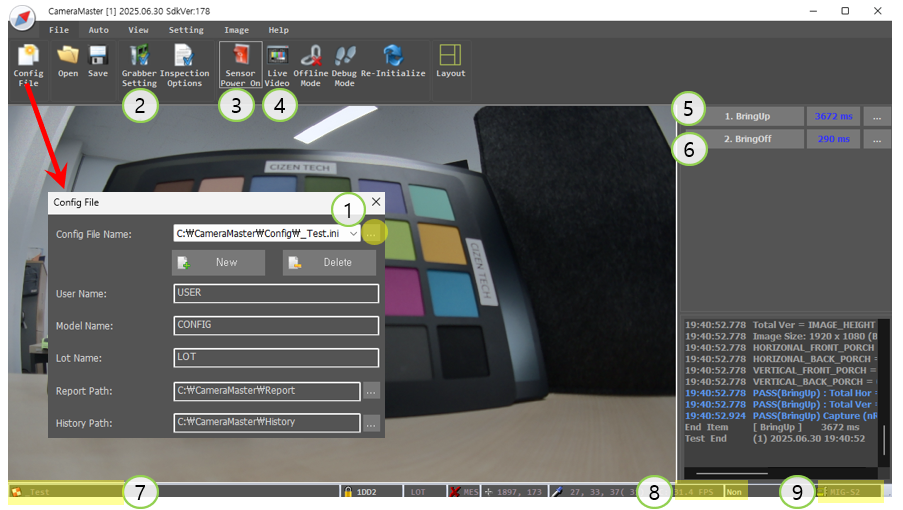 CameraMaster [1] 2025.06.30 SdkVer:178
File Auto View Setting Image Help
Config File
Open
Save
Grabber Setting
Inspection Options
Sensor Power On
Live Video
Offline Mode
Debug Mode
Re-Initialize
Layout
2
3
4
5
1. BringUp 3672 ms ...
6
2. BringOff 290 ms ...
CIZEN TECH
CIZEN TECH
Config File
1
Config File Name: C:₩CameraMaster₩Config₩_Test.ini ...
New Delete
User Name: USER
Model Name: CONFIG
Lot Name: LOT
Report Path: C:₩CameraMaster₩Report ...
History Path: C:₩CameraMaster₩History ...
19:40:52.778 Total Ver = IMAGE_HEIGHT
19:40:52.778 Image Size: 1920 x 1080 (B
19:40:52.778 HORIZONAL_FRONT_PORCH
19:40:52.778 HORIZONAL_BACK_PORCH =
19:40:52.778 VERTICAL_FRONT_PORCH
19:40:52.778 VERTICAL_BACK_PORCH =
19:40:52.778 PASS(BringUp) : Total Hor =
19:40:52.778 PASS(BringUp) : Total Ver =
19:40:52.924 PASS(BringUp) Capture (nR
End Item [ BringUp ] 3672 ms
Test End (1) 2025.06.30 19:40:52
_Test 7 1DD2 LOT MES 1897, 173 27, 33, 37( 8 1.4 FPS Non 9 MIG-S2